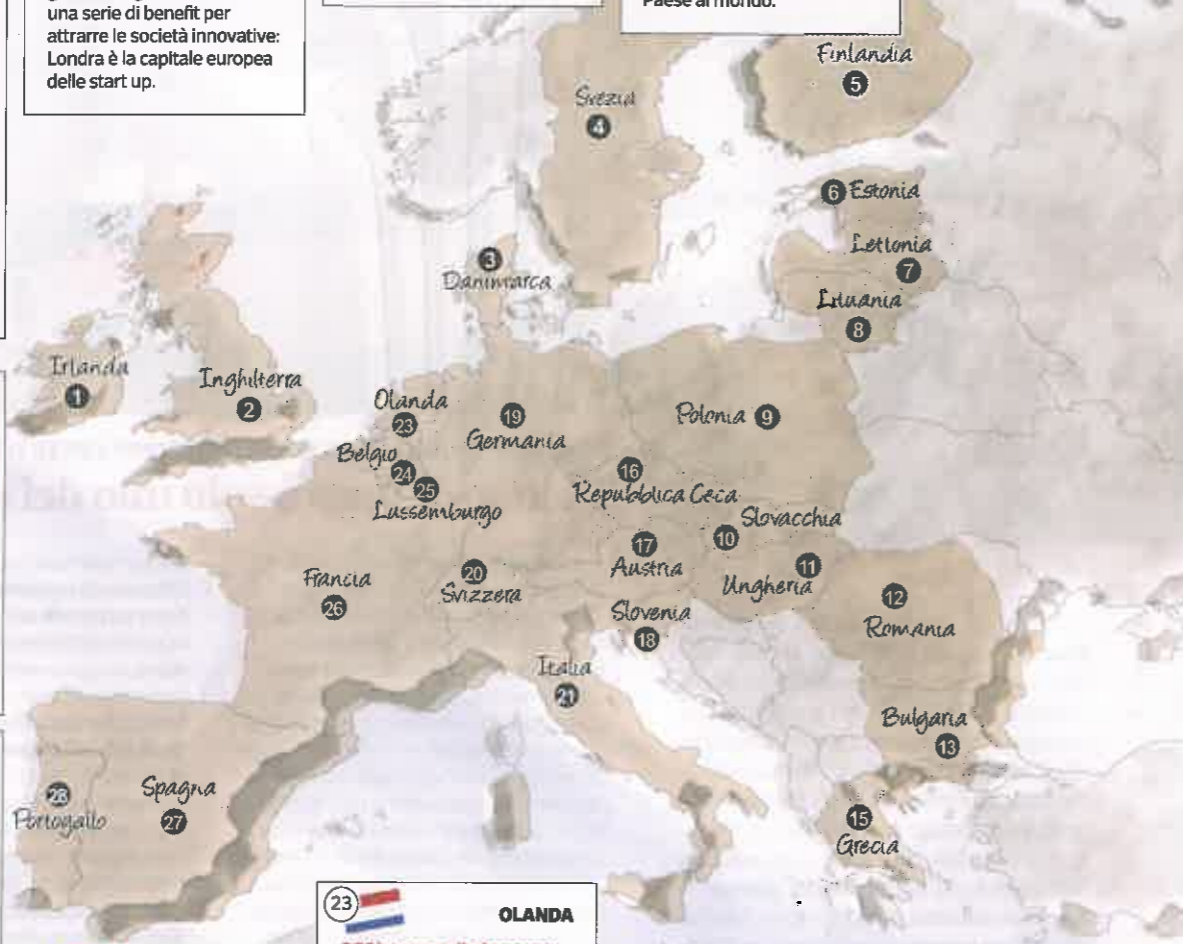 una serie di benefit per
attrarre le società innovative:
Londra è la capitale europea
delle start up.
Paese al mondo.
Finlandia
5
Svezia
4
6 Estonia
Lettonia
7
Lituania
8
3
Danimarca
Irlanda
1
Inghilterra
2
Olanda
23
19
Germania
Polonia 9
Belgio
24
25
Lussemburgo
16
Repubblica Ceca
Slovacchia
10
17
Austria
11
Ungheria
12
Romania
Francia
26
20
Svizzera
Slovenia
18
Italia
21
Bulgaria
13
28
Portogallo
Spagna
27
15
Grecia
23 OLANDA